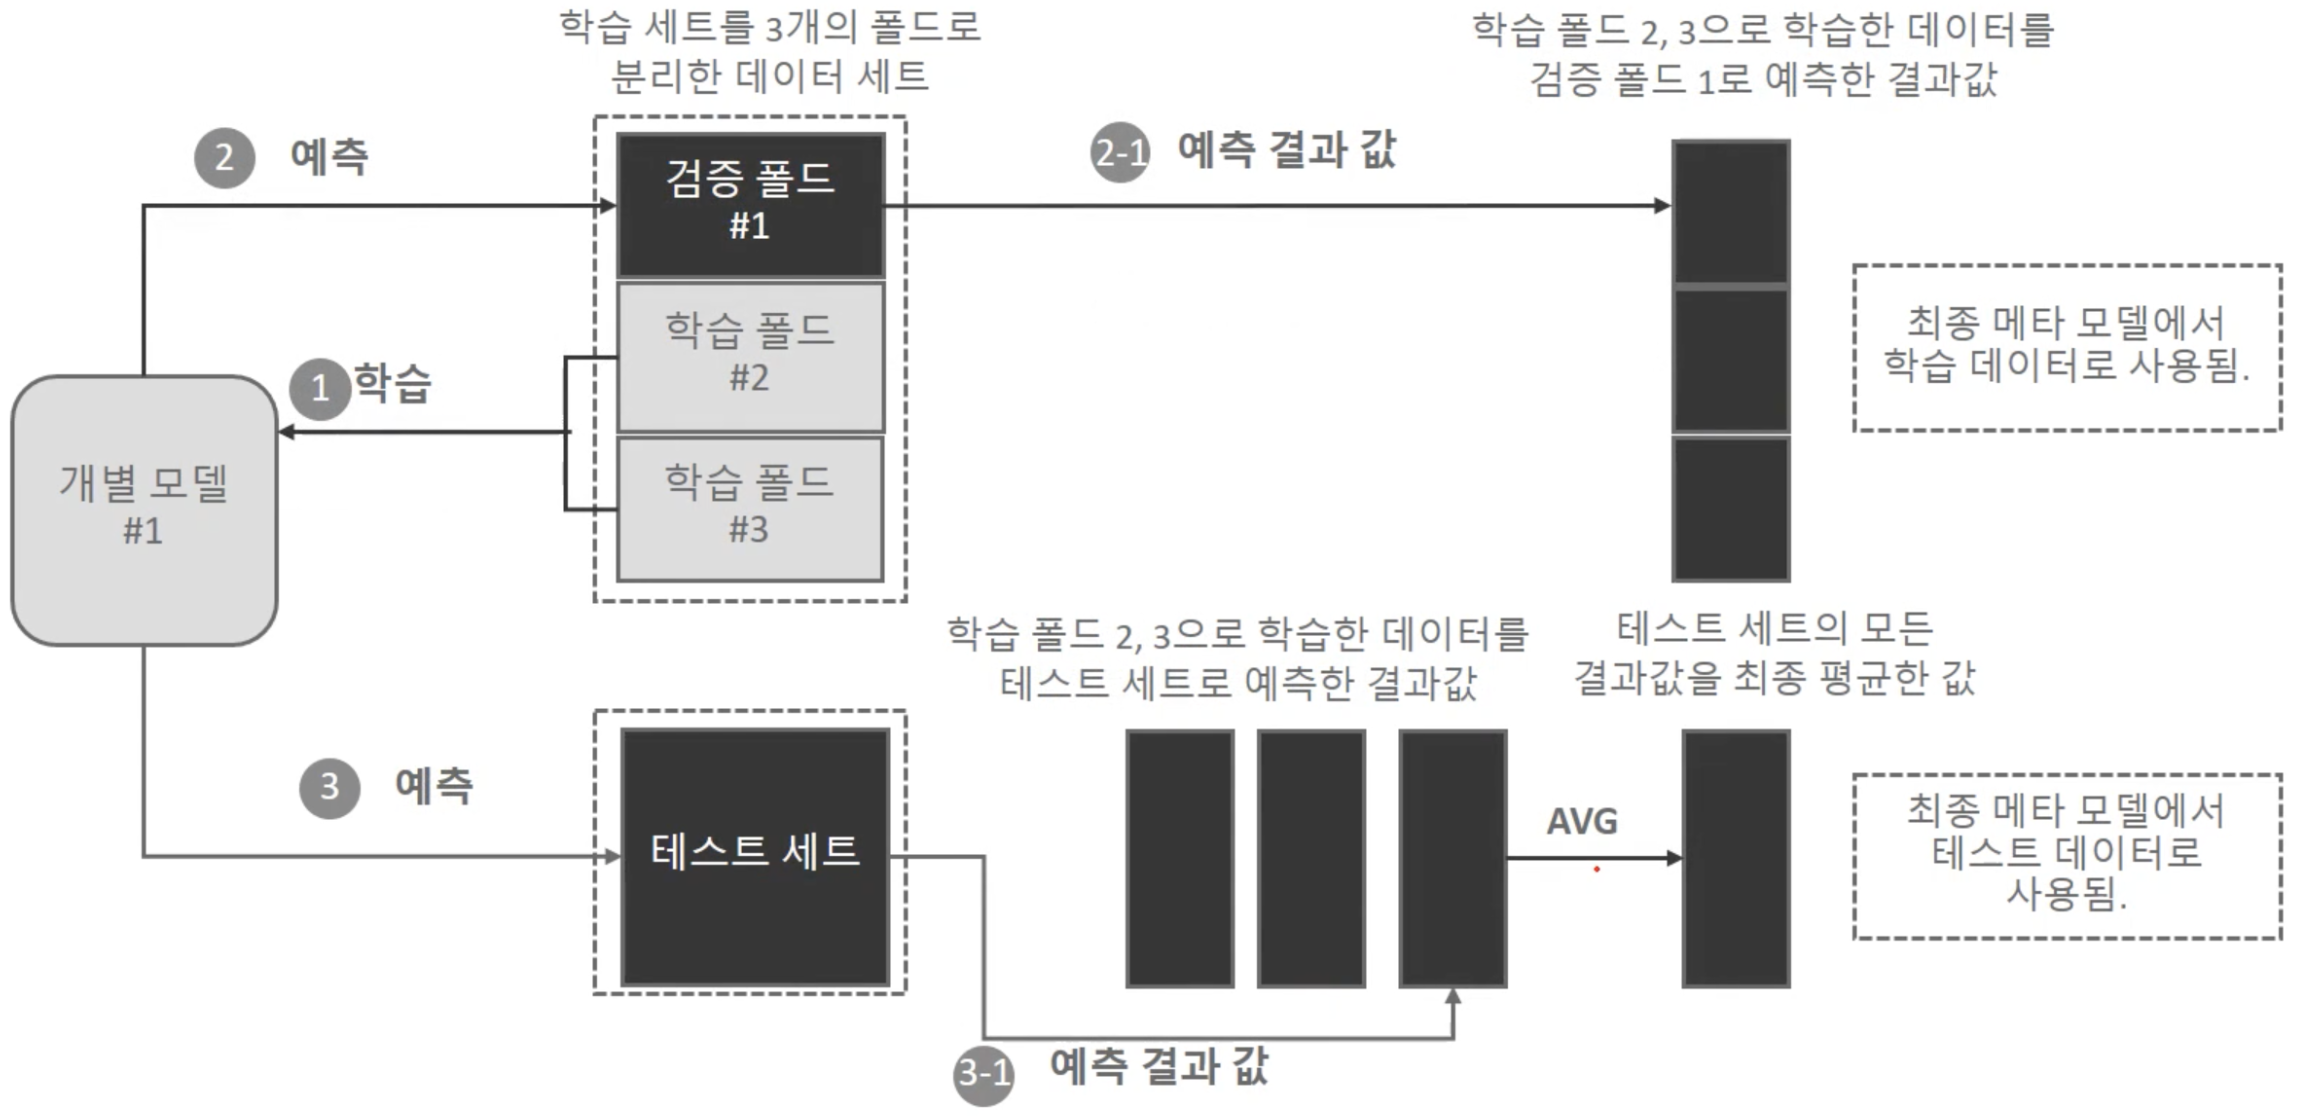 학습 세트를 3개의 폴드로
분리한 데이터 세트
학습 폴드 2, 3으로 학습한 데이터를
검증 폴드 1로 예측한 결과값
2 예측
검증 폴드
#1
2-1 예측 결과 값
학습 폴드
#2
1 학습
학습 폴드
#3
개별 모델
#1
최종 메타 모델에서
학습 데이터로 사용됨.
학습 폴드 2, 3으로 학습한 데이터를
테스트 세트로 예측한 결과값
테스트 세트의 모든
결과값을 최종 평균한 값
3 예측
테스트 세트
AVG
최종 메타 모델에서
테스트 데이터로
사용됨.
3-1 예측 결과 값